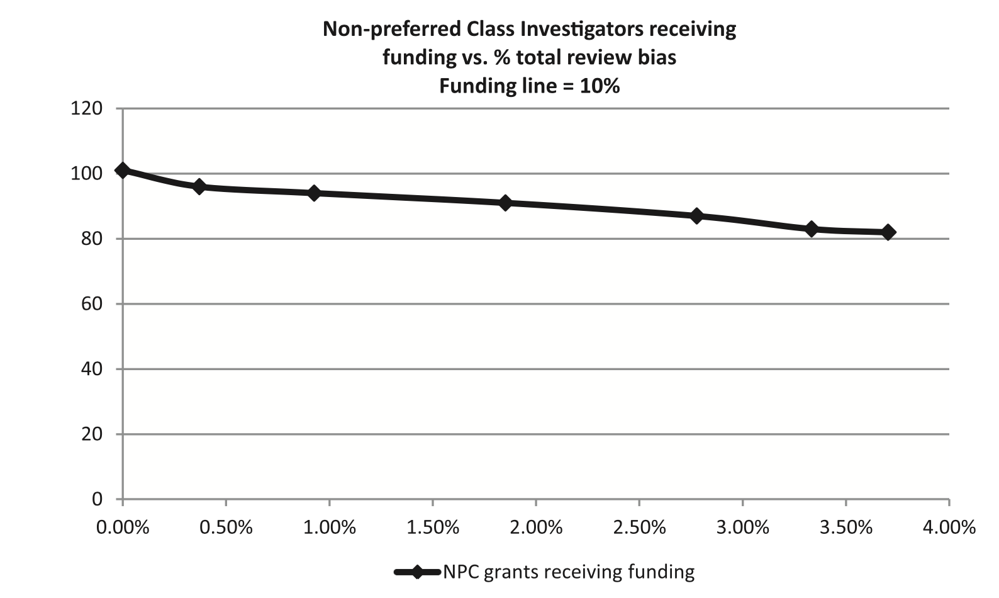 Non-preferred Class Investigators receiving
funding vs. % total review bias
Funding line = 10%
120
100
80
60
40
20
0
0.00% 0.50% 1.00% 1.50% 2.00% 2.50% 3.00% 3.50% 4.00%
NPC grants receiving funding